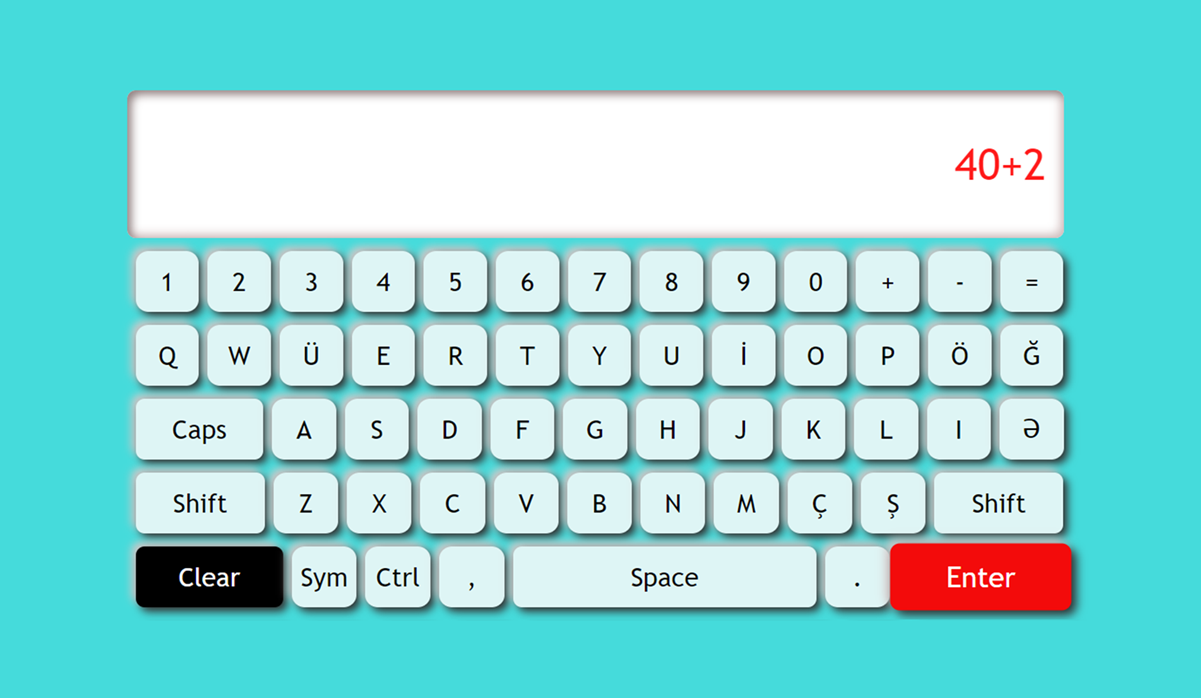 40+2
1 2 3 4 5 6 7 8 9 0 + - =
Q W Ü E R T Y U İ O P Ö Ğ
Caps A S D F G H J K L I Ə
Shift Z X C V B N M Ç Ş Shift
Clear Sym Ctrl , Space . Enter